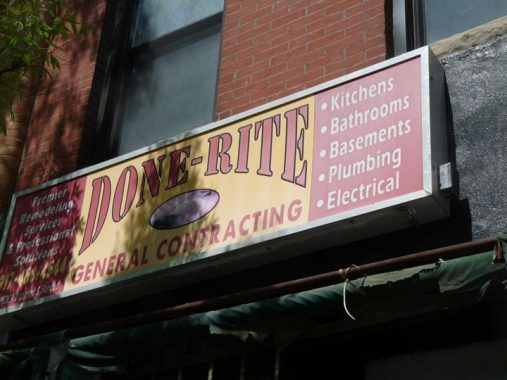 Premier
Remodeling
Services
& Professional
Solutions
DONE-RITE
GENERAL CONTRACTING
• Kitchens
• Bathrooms
• Basements
• Plumbing
• Electrical